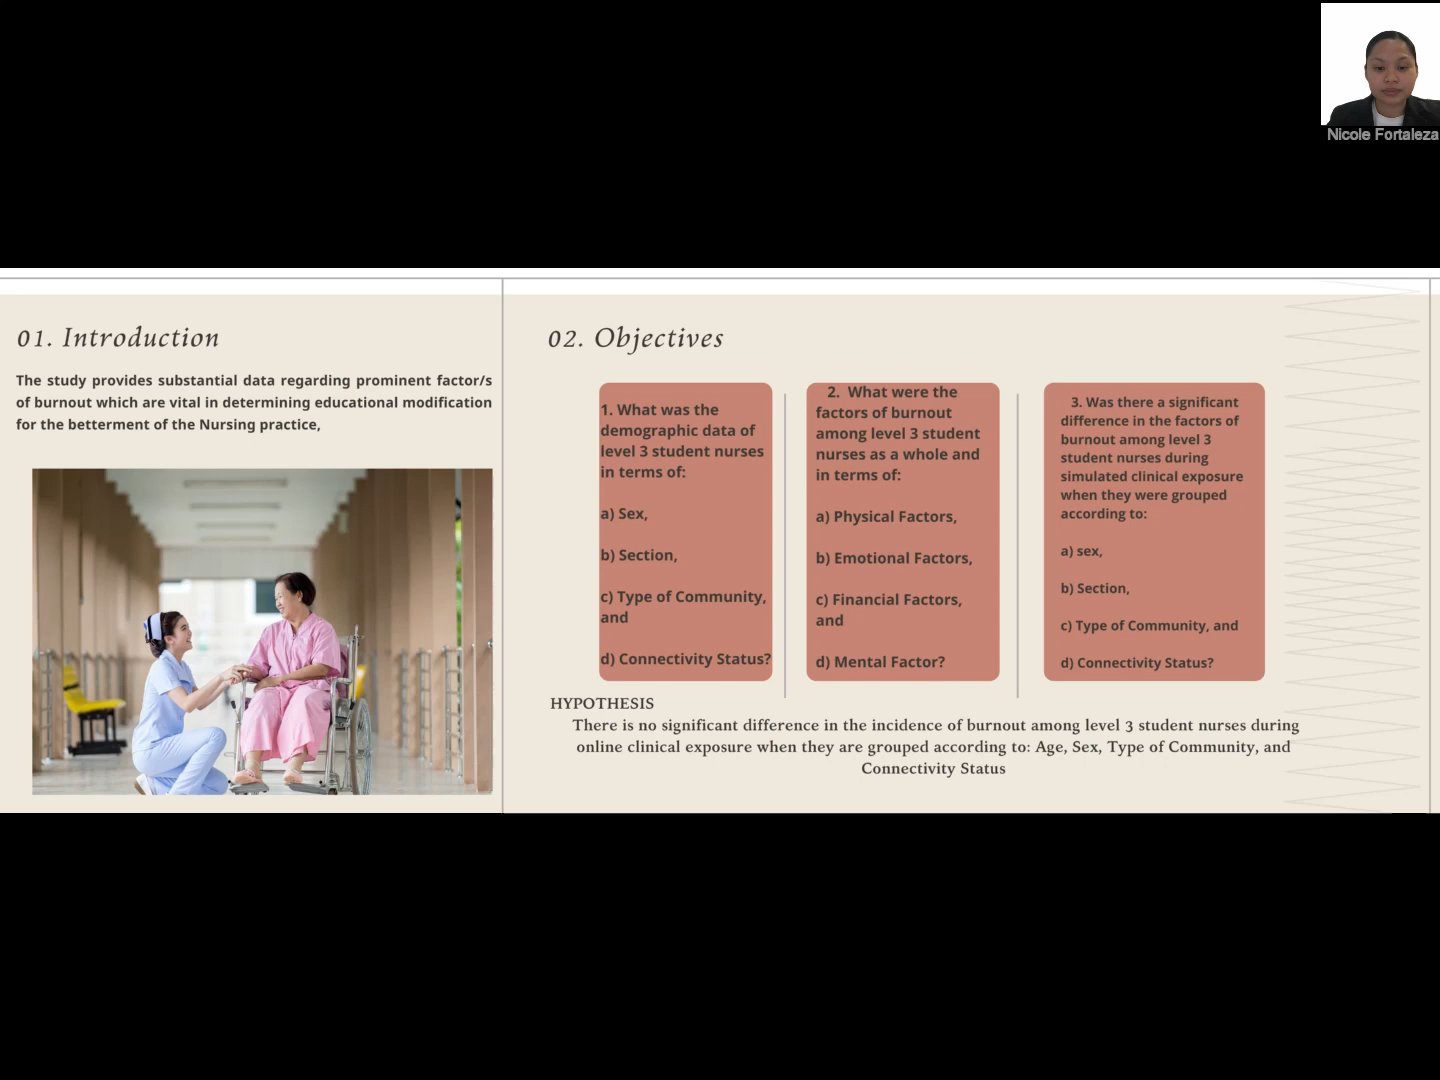 Nicole Fortaleza
01. Introduction
The study provides substantial data regarding prominent factor/s
of burnout which are vital in determining educational modification
for the betterment of the Nursing practice,
02. Objectives
1. What was the
demographic data of
level 3 student nurses
in terms of:
a) Sex,
b) Section,
c) Type of Community,
and
d) Connectivity Status?
2. What were the
factors of burnout
among level 3 student
nurses as a whole and
in terms of:
a) Physical Factors,
b) Emotional Factors,
c) Financial Factors,
and
d) Mental Factor?
3. Was there a significant
difference in the factors of
burnout among level 3
student nurses during
simulated clinical exposure
when they were grouped
according to:
a) sex,
b) Section,
c) Type of Community, and
d) Connectivity Status?
HYPOTHESIS
There is no significant difference in the incidence of burnout among level 3 student nurses during
online clinical exposure when they are grouped according to: Age, Sex, Type of Community, and
Connectivity Status